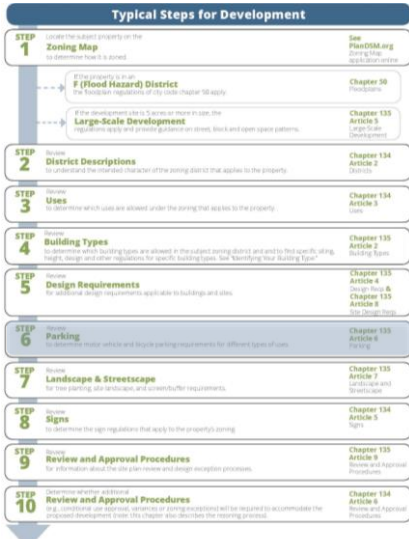 Typical Steps for Development
STEP 1
Locate the subject property on the
Zoning Map
to determine how it is zoned.
See
PlanDSM.org
Zoning Map
application online
If the property is in an
F (Flood Hazard) District
the floodplain regulations of city code chapter 50 apply.
Chapter 50
Floodplains
If the development site is 5 acres or more in size, the
Large-Scale Development
regulations apply and provide guidance on street, block and open space patterns.
Chapter 135
Article 5
Large-Scale
Development
STEP 2
Review
District Descriptions
to understand the intended character of the zoning district that applies to the property.
Chapter 134
Article 2
Districts
STEP 3
Review
Uses
to determine which uses are allowed under the zoning that applies to the property.
Chapter 134
Article 3
Uses
STEP 4
Review
Building Types
to determine which building types are allowed in the subject zoning district and and to find specific siting,
height, design and other regulations for specific building types. See "Identifying Your Building Type"
Chapter 135
Article 2
Building Types
STEP 5
Review
Design Requirements
for additional design requirements applicable to buildings and sites.
Chapter 135
Article 4
Design Reqs &
Chapter 135
Article 8
Site Design Reqs
STEP 6
Review
Parking
to determine motor vehicle and bicycle parking requirements for different types of uses.
Chapter 135
Article 6
Parking
STEP 7
Review
Landscape & Streetscape
for tree planting, site landscape, and screen/buffer requirements.
Chapter 135
Article 7
Landscape and
Streetscape
STEP 8
Review
Signs
to determine the sign regulations that apply to the property's zoning.
Chapter 134
Article 5
Signs
STEP 9
Review
Review and Approval Procedures
for information about the site plan review and design exception processes.
Chapter 135
Article 9
Review and Approval
Procedures
STEP 10
Determine whether additional
Review and Approval Procedures
(e.g., conditional use approval, variances or zoning exceptions) will be required to accommodate the
proposed development (note: this chapter also describes the rezoning process).
Chapter 134
Article 6
Review and Approval
Procedures